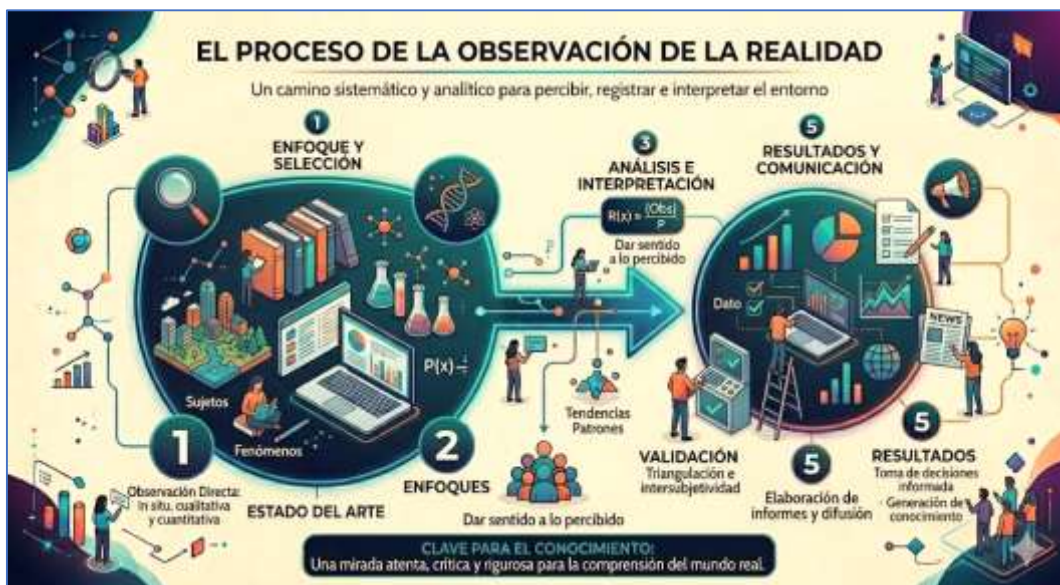 EL PROCESO DE LA OBSERVACIÓN DE LA REALIDAD
Un camino sistemático y analítico para percibir, registrar e interpretar el entorno
1
ENFOQUE Y
SELECCIÓN
3
ANÁLISIS E
INTERPRETACIÓN
Dar sentido
a lo percibido
5
RESULTADOS Y
COMUNICACIÓN
P(x)
Sujetos
Fenómenos
Dato
NEWS
Tendencias
Patrones
1
Observación Directa:
In situ, cualitativa
y cuantitativa
ESTADO DEL ARTE
2
ENFOQUES
Dar sentido a lo percibido
VALIDACIÓN
Triangulación e
intersubjetividad
5
Elaboración de
informes y difusión
5
RESULTADOS
Toma de decisiones
informada
- Generación de
conocimiento
CLAVE PARA EL CONOCIMIENTO:
Una mirada atenta, crítica y rigurosa para la comprensión del mundo real.